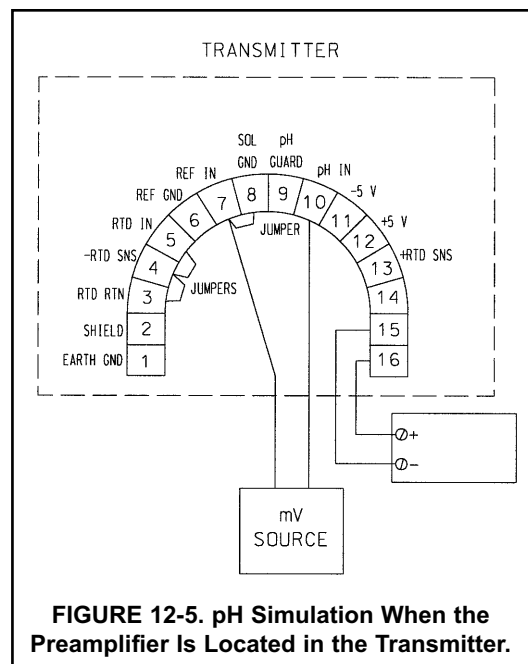 TRANSMITTER
SOL
GND
pH
GUARD
REF IN
pH IN
REF GND
-5 V
RTD IN
+5 V
-RTD SNS
+RTD SNS
RTD RTN
SHIELD
EARTH GND
1
2
3
4
5
6
7
8
9
10
11
12
13
14
15
16
JUMPER
JUMPERS
+
-
mV
SOURCE
FIGURE 12-5. pH Simulation When the
Preamplifier Is Located in the Transmitter.